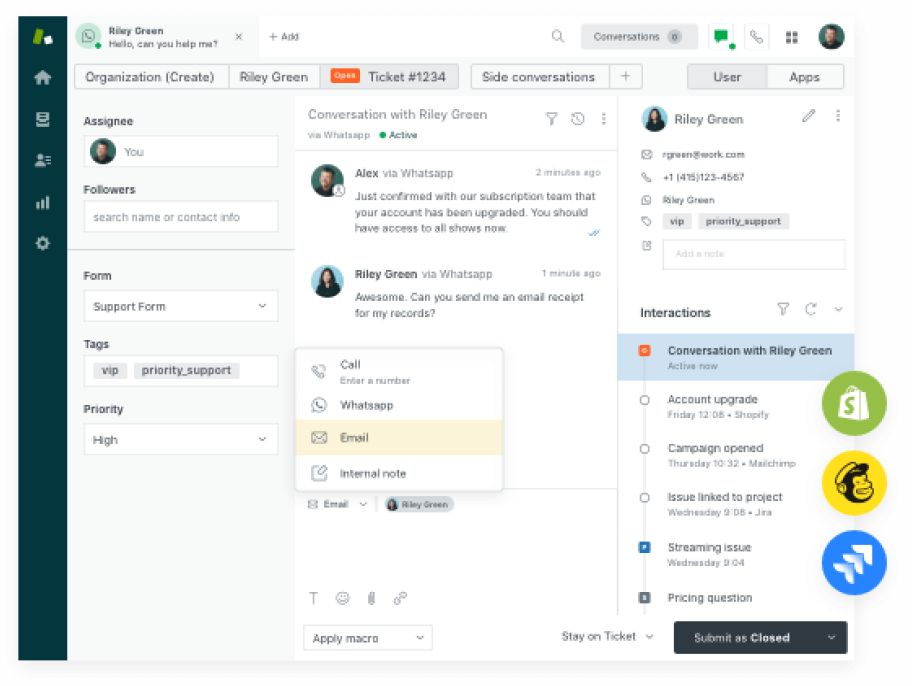 Riley Green
Hello, can you help me?
+ Add
Conversations 0
Organization (Create)
Riley Green
Open Ticket #1234
Side conversations
+
User
Apps
Assignee
You
Followers
search name or contact info
Form
Support Form
Tags
vip priority_support
Priority
High
Conversation with Riley Green
via Whatsapp Active
Alex via Whatsapp 2 minutes ago
Just confirmed with our subscription team that
your account has been upgraded. You should
have access to all shows now.
Riley Green via Whatsapp 1 minute ago
Awesome. Can you send me an email receipt
for my records?
Call
Enter a number
Whatsapp
Email
Internal note
Email Riley Green
T
Apply macro
Stay on Ticket
Submit as Closed
Riley Green
rgreen@work.com
+1 (415)123-4567
Riley Green
vip priority_support
Add a note
Interactions
Conversation with Riley Green
Active now
Account upgrade
Friday 12:08 • Shopify
Campaign opened
Thursday 10:32 • Mailchimp
Issue linked to project
Wednesday 9:08 • Jira
Streaming issue
Wednesday 9:04
Pricing question